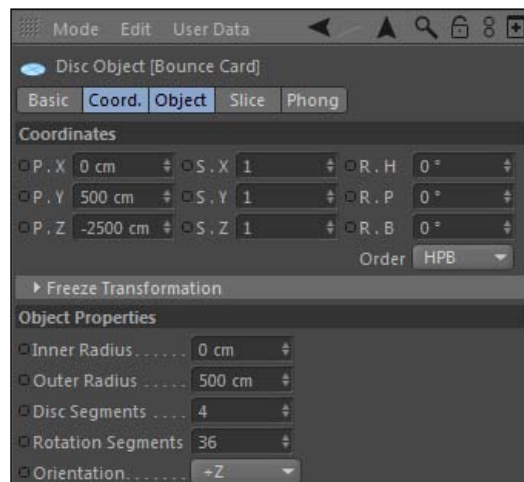 Mode Edit User Data
Disc Object [Bounce Card]
Basic Coord. Object Slice Phong
Coordinates
P . X 0 cm S . X 1 R . H 0 °
P . Y 500 cm S . Y 1 R . P 0 °
P . Z -2500 cm S . Z 1 R . B 0 °
Order HPB
Freeze Transformation
Object Properties
Inner Radius...... 0 cm
Outer Radius ..... 500 cm
Disc Segments .... 4
Rotation Segments 36
Orientation....... +Z